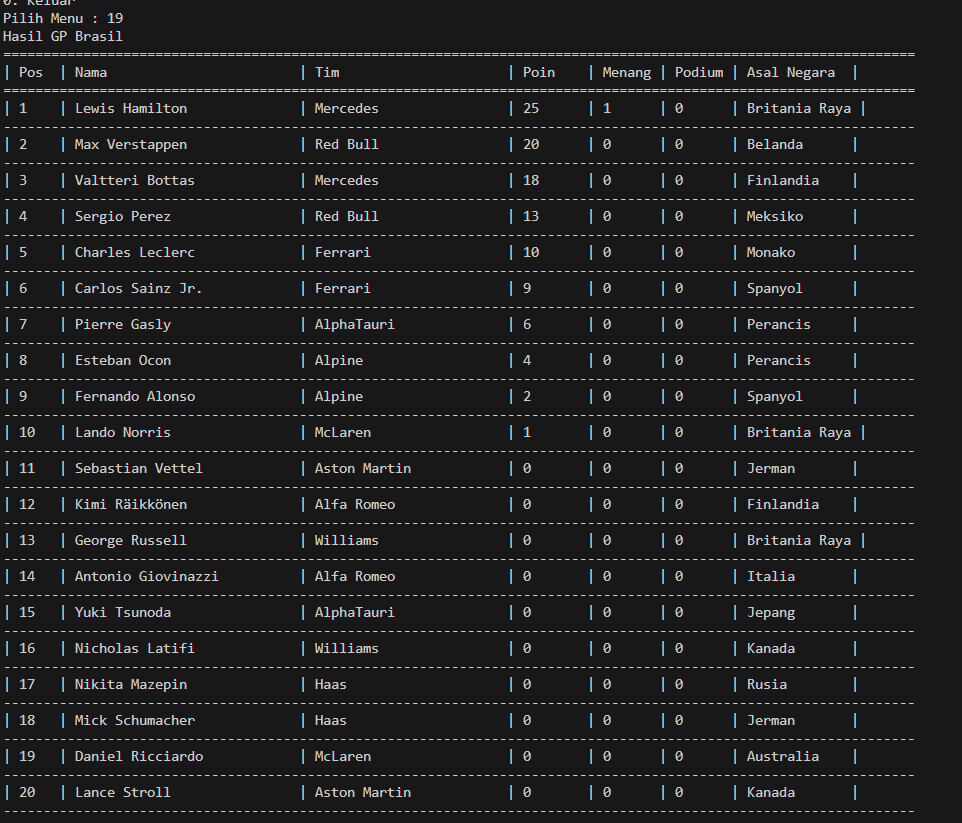 0. Keluar
Pilih Menu : 19
Hasil GP Brasil
==================================================================================================================
| Pos  | Nama                        | Tim                     | Poin    | Menang | Podium | Asal Negara  |
==================================================================================================================
| 1    | Lewis Hamilton              | Mercedes                | 25      | 1      | 0      | Britania Raya |
------------------------------------------------------------------------------------------------------------------
| 2    | Max Verstappen              | Red Bull                | 20      | 0      | 0      | Belanda      |
------------------------------------------------------------------------------------------------------------------
| 3    | Valtteri Bottas             | Mercedes                | 18      | 0      | 0      | Finlandia    |
------------------------------------------------------------------------------------------------------------------
| 4    | Sergio Perez                | Red Bull                | 13      | 0      | 0      | Meksiko      |
------------------------------------------------------------------------------------------------------------------
| 5    | Charles Leclerc             | Ferrari                 | 10      | 0      | 0      | Monako       |
------------------------------------------------------------------------------------------------------------------
| 6    | Carlos Sainz Jr.            | Ferrari                 | 9       | 0      | 0      | Spanyol      |
------------------------------------------------------------------------------------------------------------------
| 7    | Pierre Gasly                | AlphaTauri              | 6       | 0      | 0      | Perancis     |
------------------------------------------------------------------------------------------------------------------
| 8    | Esteban Ocon                | Alpine                  | 4       | 0      | 0      | Perancis     |
------------------------------------------------------------------------------------------------------------------
| 9    | Fernando Alonso             | Alpine                  | 2       | 0      | 0      | Spanyol      |
------------------------------------------------------------------------------------------------------------------
| 10   | Lando Norris                | McLaren                 | 1       | 0      | 0      | Britania Raya |
------------------------------------------------------------------------------------------------------------------
| 11   | Sebastian Vettel            | Aston Martin            | 0       | 0      | 0      | Jerman       |
------------------------------------------------------------------------------------------------------------------
| 12   | Kimi Räikkönen              | Alfa Romeo              | 0       | 0      | 0      | Finlandia    |
------------------------------------------------------------------------------------------------------------------
| 13   | George Russell              | Williams                | 0       | 0      | 0      | Britania Raya |
------------------------------------------------------------------------------------------------------------------
| 14   | Antonio Giovinazzi          | Alfa Romeo              | 0       | 0      | 0      | Italia       |
------------------------------------------------------------------------------------------------------------------
| 15   | Yuki Tsunoda                | AlphaTauri              | 0       | 0      | 0      | Jepang       |
------------------------------------------------------------------------------------------------------------------
| 16   | Nicholas Latifi             | Williams                | 0       | 0      | 0      | Kanada       |
------------------------------------------------------------------------------------------------------------------
| 17   | Nikita Mazepin              | Haas                    | 0       | 0      | 0      | Rusia        |
------------------------------------------------------------------------------------------------------------------
| 18   | Mick Schumacher             | Haas                    | 0       | 0      | 0      | Jerman       |
------------------------------------------------------------------------------------------------------------------
| 19   | Daniel Ricciardo            | McLaren                 | 0       | 0      | 0      | Australia    |
------------------------------------------------------------------------------------------------------------------
| 20   | Lance Stroll                | Aston Martin            | 0       | 0      | 0      | Kanada       |
------------------------------------------------------------------------------------------------------------------